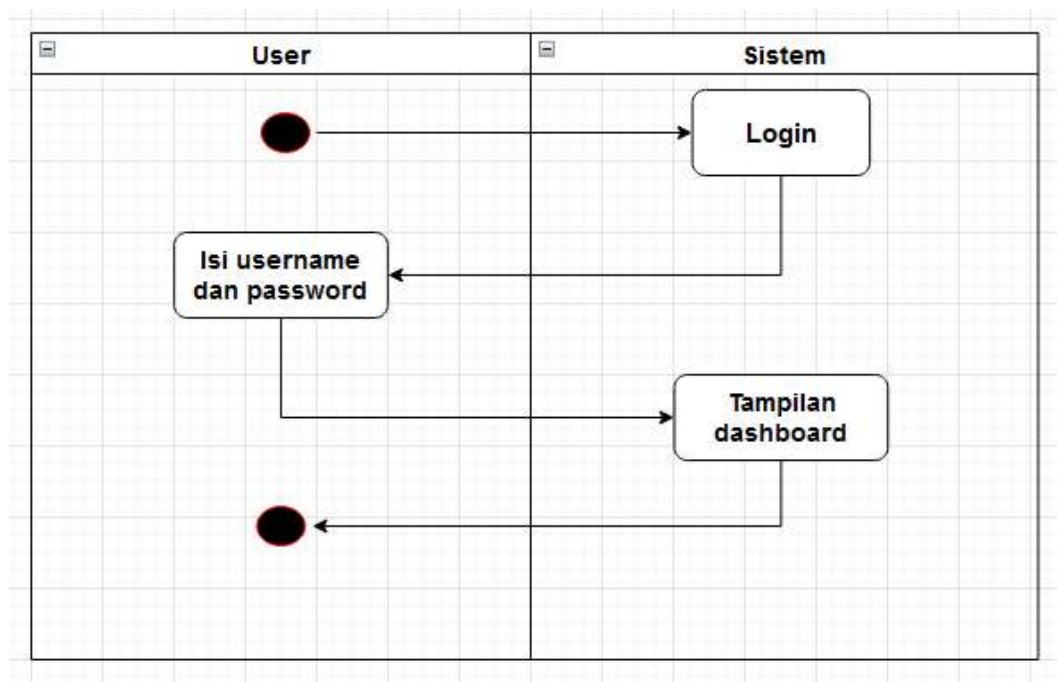 User
Sistem
Login
Isi username
dan password
Tampilan
dashboard